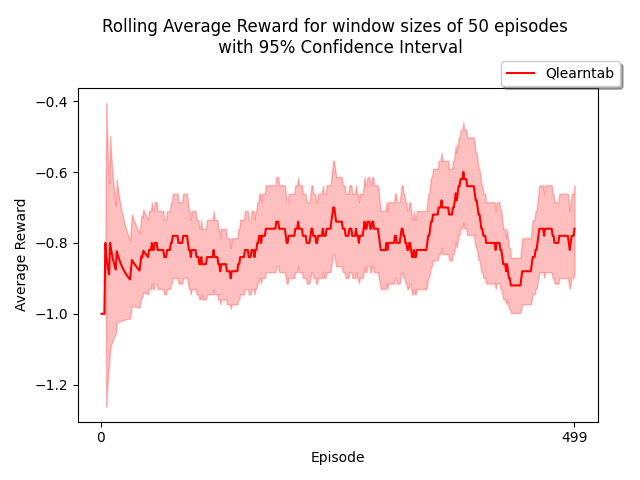 Rolling Average Reward for window sizes of 50 episodes
with 95% Confidence Interval
Qlearntab
−0.4
−0.6
−0.8
−1.0
−1.2
Average Reward
0 499
Episode